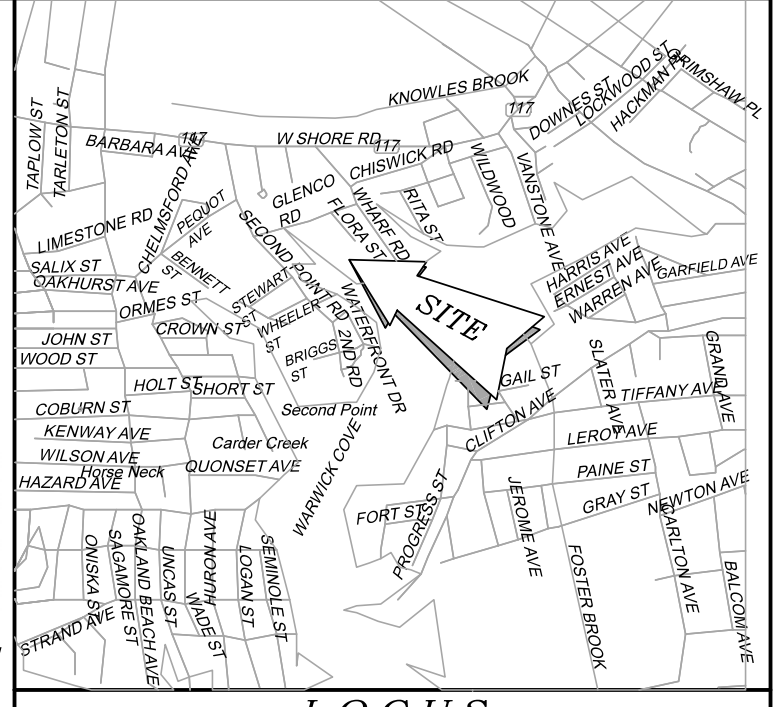 KNOWLES BROOK
LOCKWOOD ST
GRIMSHAW PL
DOWNES ST
HACKMAN P
117
TAPLOW ST
TARLETON ST
BARBARA AVE
117
W SHORE RD
117
CHISWICK RD
WILDWOOD
VANSTONE AVE
CHELMSFORD AVE
GLENCO
RD
WHARF RD
RITA ST
FLORA ST
PEQUOT
AVE
SECOND POINT RD
2ND RD
LIMESTONE RD
SALIX ST
OAKHURST AVE
BENNETT
ST
HARRIS AVE
ERNEST AVE
WARREN AVE
GARFIELD AVE
ORMES ST
STEWART
ST
WATERFRONT DR
SITE
CROWN ST
WHEELER
ST
JOHN ST
WOOD ST
BRIGGS
ST
SLATER AVE
GRAND AVE
HOLT ST
SHORT ST
GAIL ST
TIFFANY AVE
COBURN ST
Second Point
CLIFTON AVE
KENWAY AVE
Carder Creek
LEROY AVE
WILSON AVE
Horse Neck
QUONSET AVE
WARWICK COVE
PAINE ST
HAZARD AVE
GRAY ST
NEWTON AVE
FORT ST
PROGRESS ST
JEROME AVE
CARLTON AVE
ONISKA ST
SAGAMORE ST
OAKLAND BEACH AVE
UNCAS ST
HURON AVE
WADE ST
LOGAN ST
SEMINOLE ST
FOSTER BROOK
BALCOM AVE
STRAND AVE
LOCUS